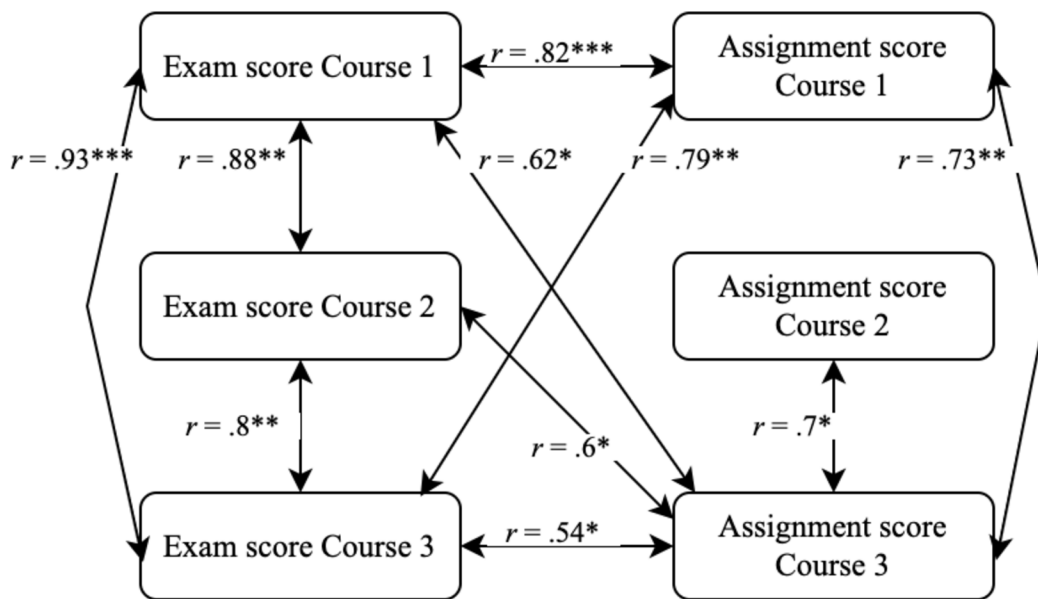 Exam score Course 1
r = .82***
Assignment score
Course 1
r = .93***
r = .88**
r = .62*
r = .79**
r = .73**
Exam score Course 2
Assignment score
Course 2
r = .8**
r = .6*
r = .7*
Exam score Course 3
r = .54*
Assignment score
Course 3